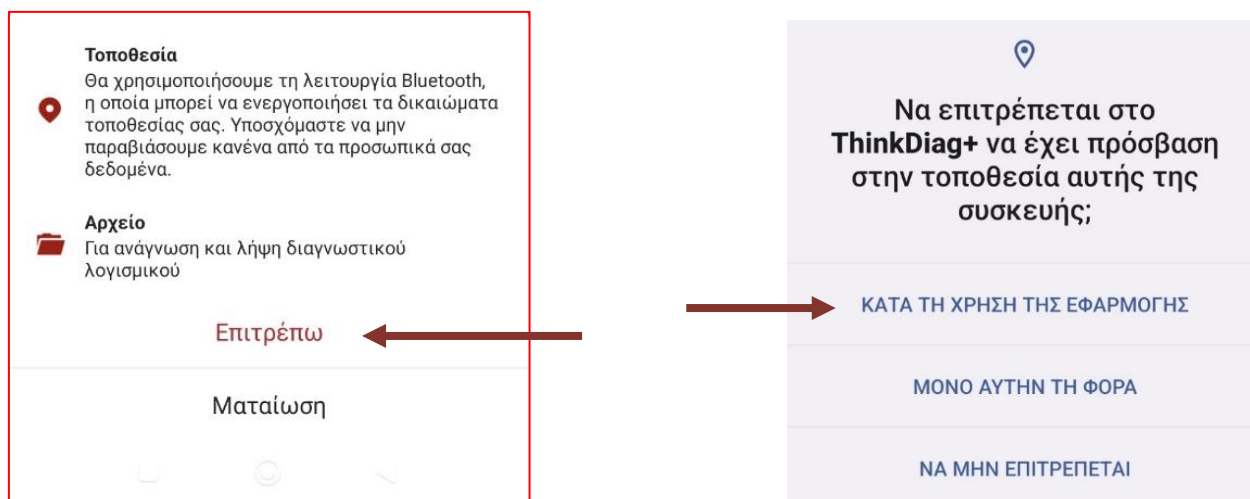 Τοποθεσία
Θα χρησιμοποιήσουμε τη λειτουργία Bluetooth,
η οποία μπορεί να ενεργοποιήσει τα δικαιώματα
τοποθεσίας σας. Υποσχόμαστε να μην
παραβιάσουμε κανένα από τα προσωπικά σας
δεδομένα.
Αρχείο
Για ανάγνωση και λήψη διαγνωστικού
λογισμικού
Επιτρέπω
Ματαίωση
Να επιτρέπεται στο
ThinkDiag+ να έχει πρόσβαση
στην τοποθεσία αυτής της
συσκευής;
ΚΑΤΑ ΤΗ ΧΡΗΣΗ ΤΗΣ ΕΦΑΡΜΟΓΗΣ
ΜΟΝΟ ΑΥΤΗΝ ΤΗ ΦΟΡΑ
ΝΑ ΜΗΝ ΕΠΙΤΡΕΠΕΤΑΙ